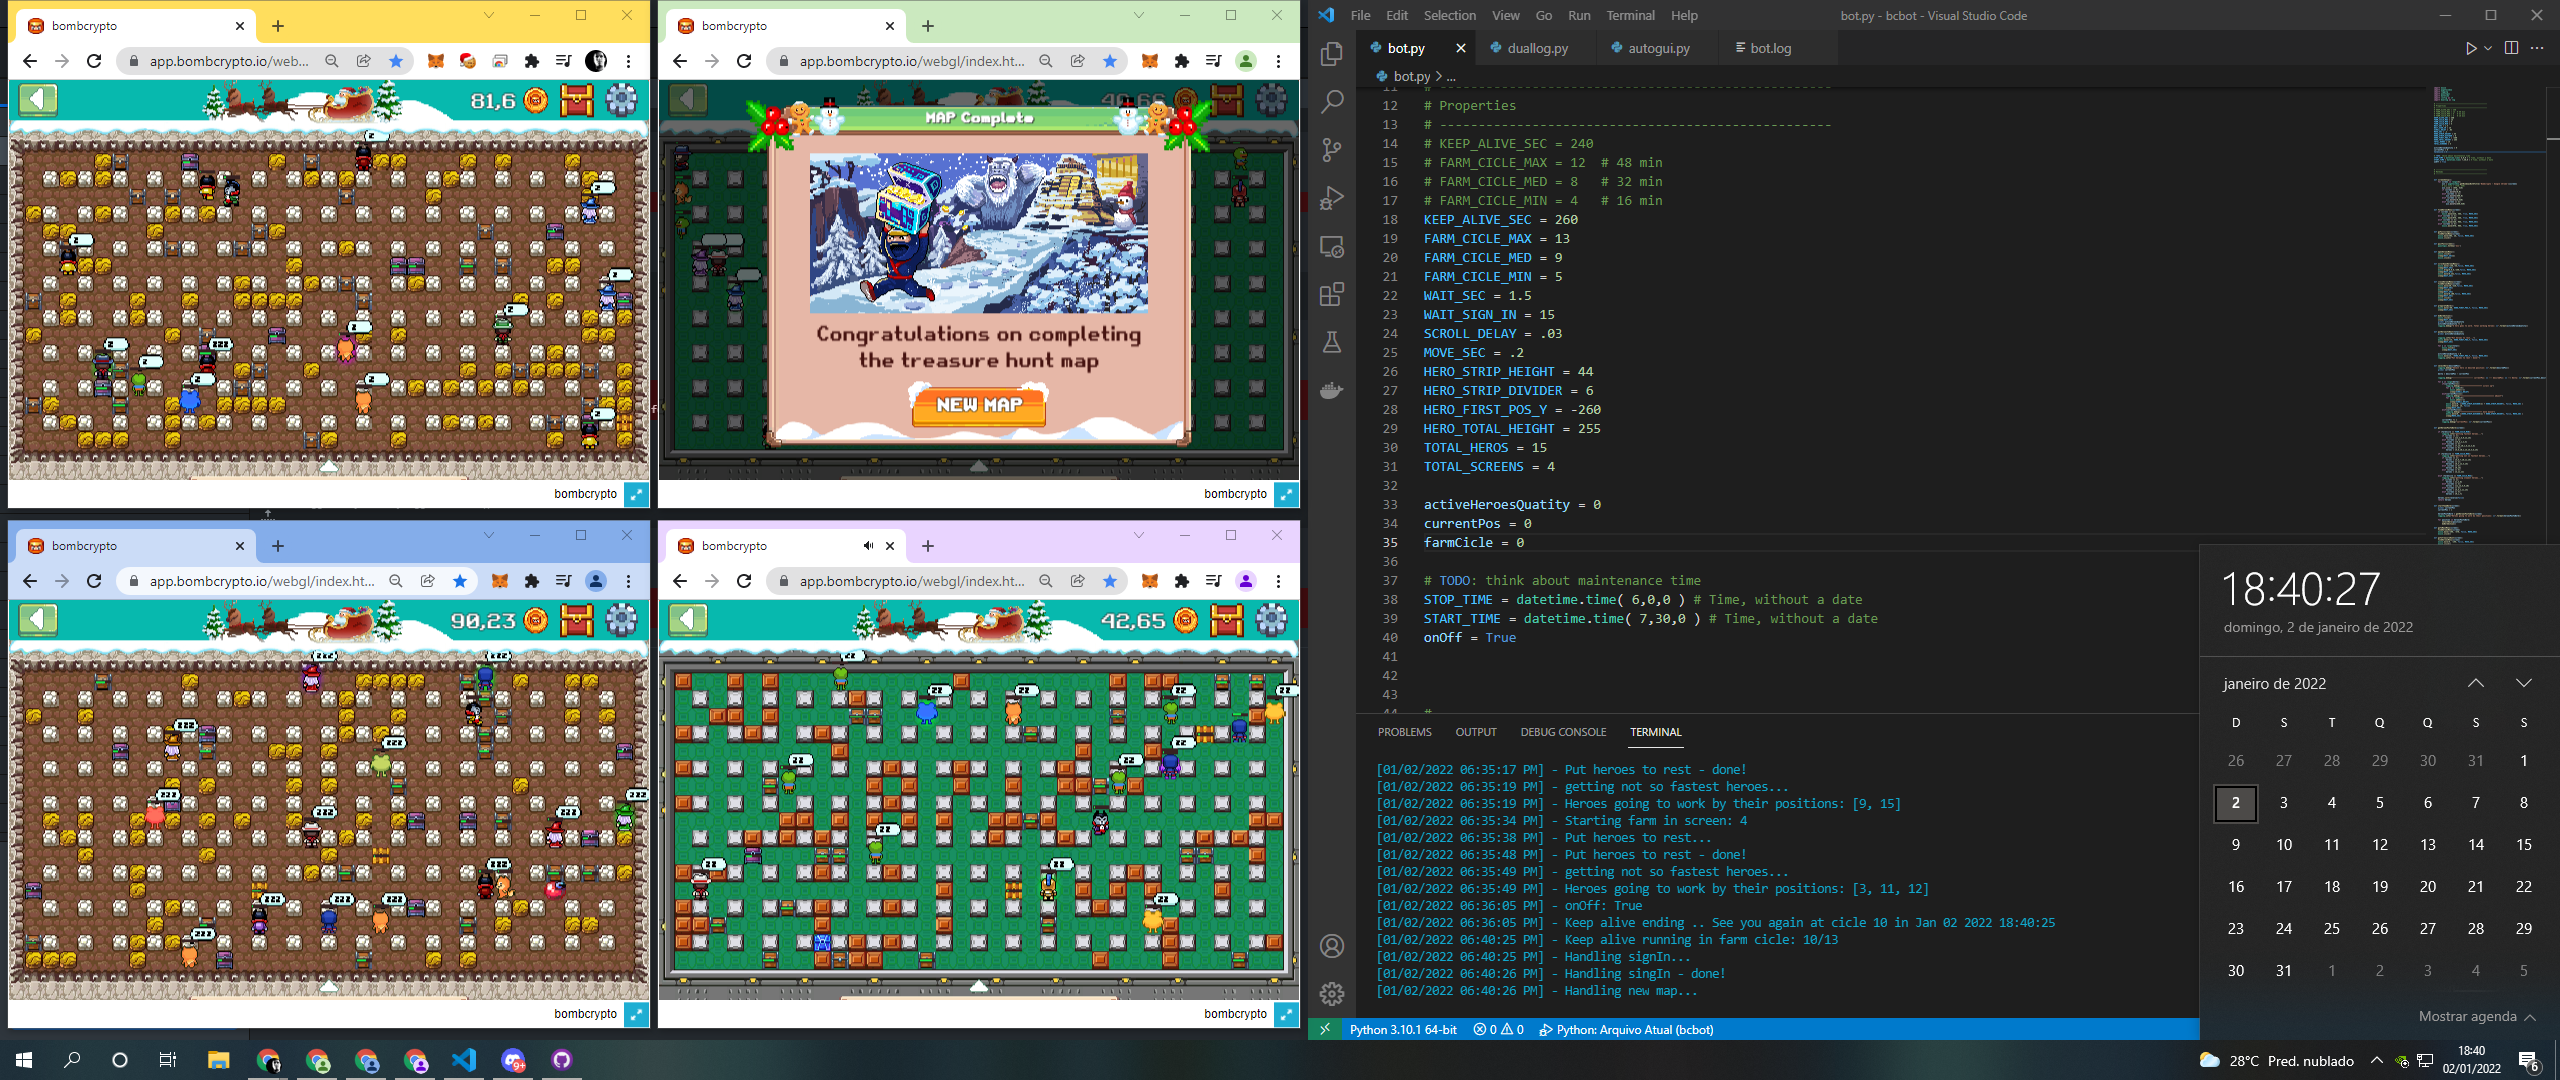 bombcrypto
app.bombcrypto.io/web...
81,6
bombcrypto
bombcrypto
app.bombcrypto.io/webgl/index.ht...
MAP Complete
Congratulations on completing
the treasure hunt map
NEW MAP
bombcrypto
bombcrypto
app.bombcrypto.io/webgl/index.ht...
90,23
bombcrypto
bombcrypto
app.bombcrypto.io/webgl/index.ht...
42,65
bombcrypto
File Edit Selection View Go Run Terminal Help
bot.py - bcbot - Visual Studio Code
bot.py duallog.py autogui.py bot.log
bot.py > ...
12 # Properties
13 # --------------------------------------------------
14 # KEEP_ALIVE_SEC = 240
15 # FARM_CICLE_MAX = 12 # 48 min
16 # FARM_CICLE_MED = 8 # 32 min
17 # FARM_CICLE_MIN = 4 # 16 min
18 KEEP_ALIVE_SEC = 260
19 FARM_CICLE_MAX = 13
20 FARM_CICLE_MED = 9
21 FARM_CICLE_MIN = 5
22 WAIT_SEC = 1.5
23 WAIT_SIGN_IN = 15
24 SCROLL_DELAY = .03
25 MOVE_SEC = .2
26 HERO_STRIP_HEIGHT = 44
27 HERO_STRIP_DIVIDER = 6
28 HERO_FIRST_POS_Y = -260
29 HERO_TOTAL_HEIGHT = 255
30 TOTAL_HEROS = 15
31 TOTAL_SCREENS = 4
32
33 activeHeroesQuatity = 0
34 currentPos = 0
35 farmCicle = 0
36
37 # TODO: think about maintenance time
38 STOP_TIME = datetime.time( 6,0,0 ) # Time, without a date
39 START_TIME = datetime.time( 7,30,0 ) # Time, without a date
40 onOff = True
41
42
43
PROBLEMS OUTPUT DEBUG CONSOLE TERMINAL
[01/02/2022 06:35:17 PM] - Put heroes to rest - done!
[01/02/2022 06:35:19 PM] - getting not so fastest heroes...
[01/02/2022 06:35:19 PM] - Heroes going to work by their positions: [9, 15]
[01/02/2022 06:35:34 PM] - Starting farm in screen: 4
[01/02/2022 06:35:38 PM] - Put heroes to rest...
[01/02/2022 06:35:48 PM] - Put heroes to rest - done!
[01/02/2022 06:35:49 PM] - getting not so fastest heroes...
[01/02/2022 06:35:49 PM] - Heroes going to work by their positions: [3, 11, 12]
[01/02/2022 06:36:05 PM] - onOff: True
[01/02/2022 06:36:05 PM] - Keep alive ending .. See you again at cicle 10 in Jan 02 2022 18:40:25
[01/02/2022 06:40:25 PM] - Keep alive running in farm cicle: 10/13
[01/02/2022 06:40:25 PM] - Handling signIn...
[01/02/2022 06:40:26 PM] - Handling singIn - done!
[01/02/2022 06:40:26 PM] - Handling new map...
Python 3.10.1 64-bit 0 0 Python: Arquivo Atual (bcbot)
18:40:27
domingo, 2 de janeiro de 2022
janeiro de 2022
D S T Q Q S S
26 27 28 29 30 31 1
2 3 4 5 6 7 8
9 10 11 12 13 14 15
16 17 18 19 20 21 22
23 24 25 26 27 28 29
30 31 1 2 3 4 5
Mostrar agenda
28°C Pred. nublado
18:40
02/01/2022
6